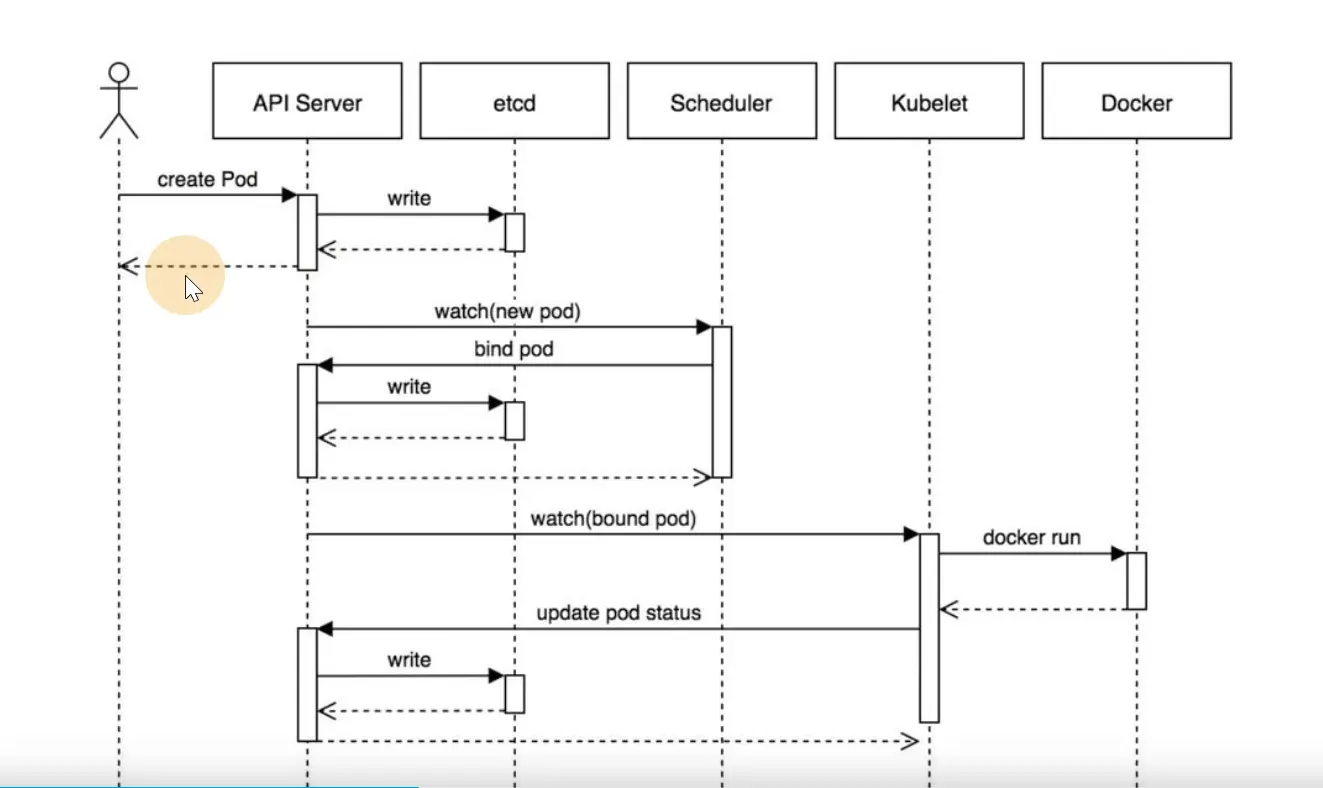 API Server
etcd
Scheduler
Kubelet
Docker
create Pod
write
watch(new pod)
bind pod
write
watch(bound pod)
docker run
update pod status
write